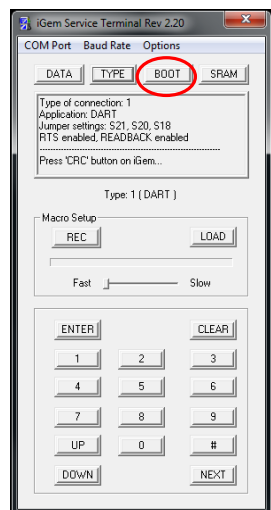 iGem Service Terminal Rev 2.20
COM Port Baud Rate Options
DATA TYPE BOOT SRAM
Type of connection: 1
Application: DART
Jumper settings: S21, S20, S18
RTS enabled, READBACK enabled
--------------------------------------------------------
Press 'CRC' button on iGem...
Type: 1 ( DART )
Macro Setup
REC LOAD
Fast Slow
ENTER CLEAR
1 2 3
4 5 6
7 8 9
UP 0 #
DOWN NEXT